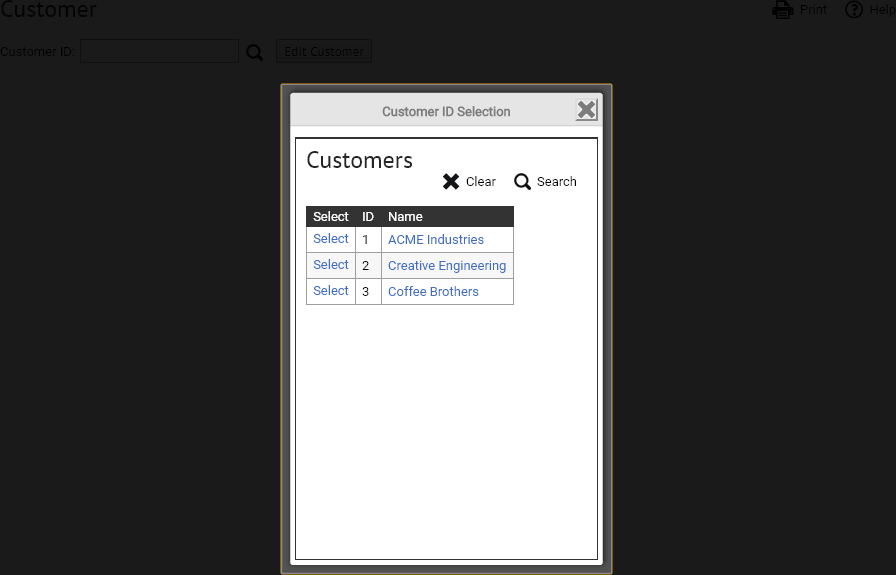 Customer
Print Help
Customer ID: Edit Customer
Customer ID Selection
Customers
Clear Search
Select ID Name
Select 1 ACME Industries
Select 2 Creative Engineering
Select 3 Coffee Brothers